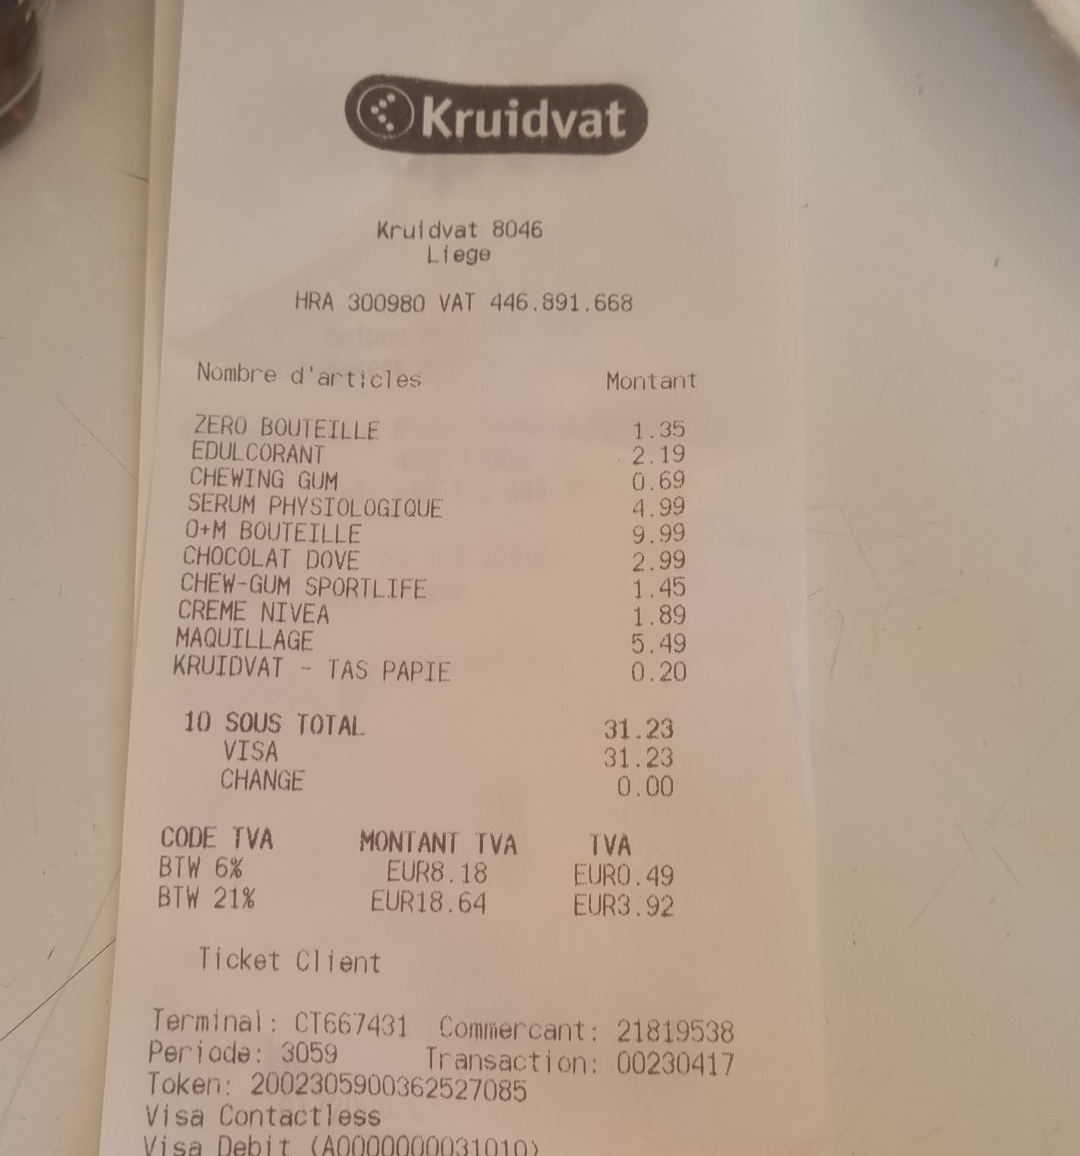 Kruidvat
Kruidvat 8046
Liege
HRA 300980 VAT 446.891.668
Nombre d'articles Montant
ZERO BOUTEILLE 1.35
EDULCORANT 2.19
CHEWING GUM 0.69
SERUM PHYSIOLOGIQUE 4.99
O+M BOUTEILLE 9.99
CHOCOLAT DOVE 2.99
CHEW-GUM SPORTLIFE 1.45
CREME NIVEA 1.89
MAQUILLAGE 5.49
KRUIDVAT - TAS PAPIE 0.20
10 SOUS TOTAL 31.23
VISA 31.23
CHANGE 0.00
CODE TVA MONTANT TVA TVA
BTW 6% EUR8.18 EUR0.49
BTW 21% EUR18.64 EUR3.92
Ticket Client
Terminal: CT667431 Commercant: 21819538
Periode: 3059 Transaction: 00230417
Token: 2002305900362527085
Visa Contactless
Visa Debit (A0000000031010)